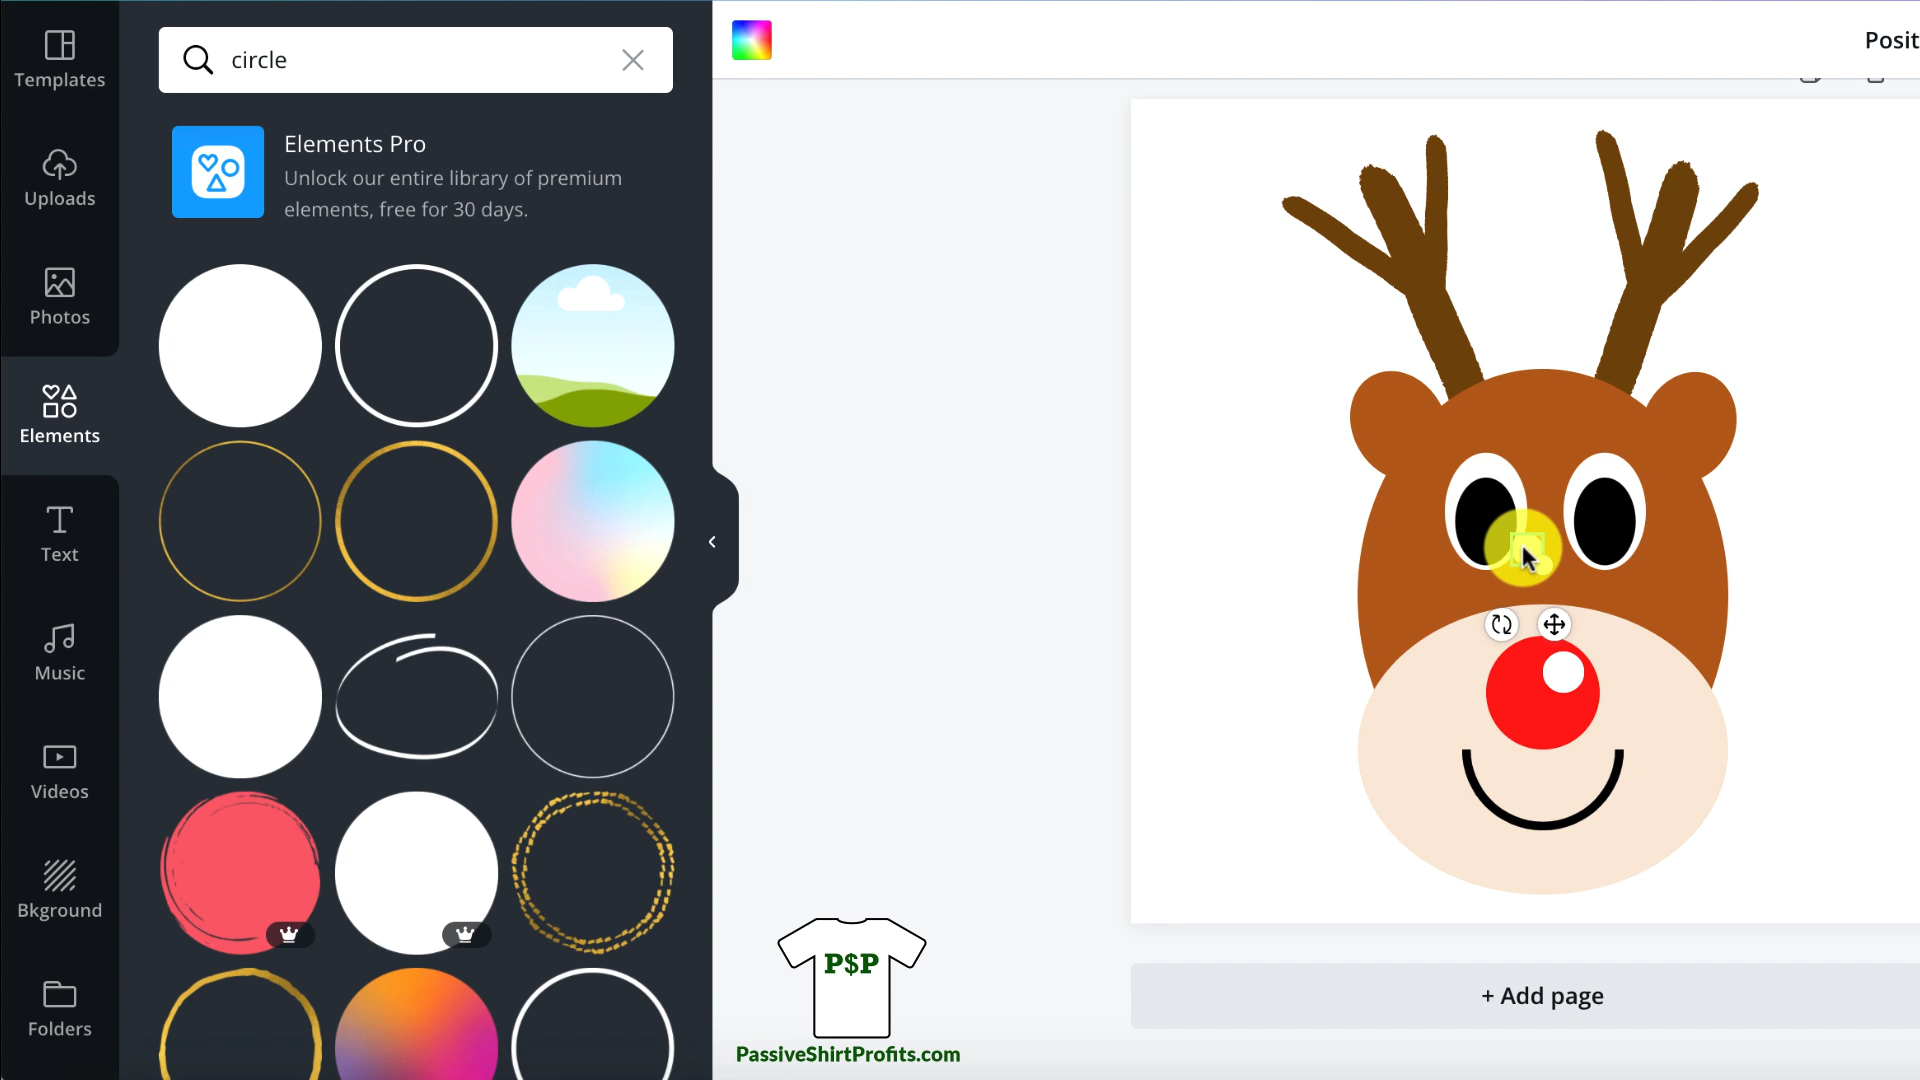 Templates
Uploads
Photos
Elements
Text
Music
Videos
Bkground
Folders
circle
Elements Pro
Unlock our entire library of premium
elements, free for 30 days.
Posit
+ Add page
P$P
PassiveShirtProfits.com